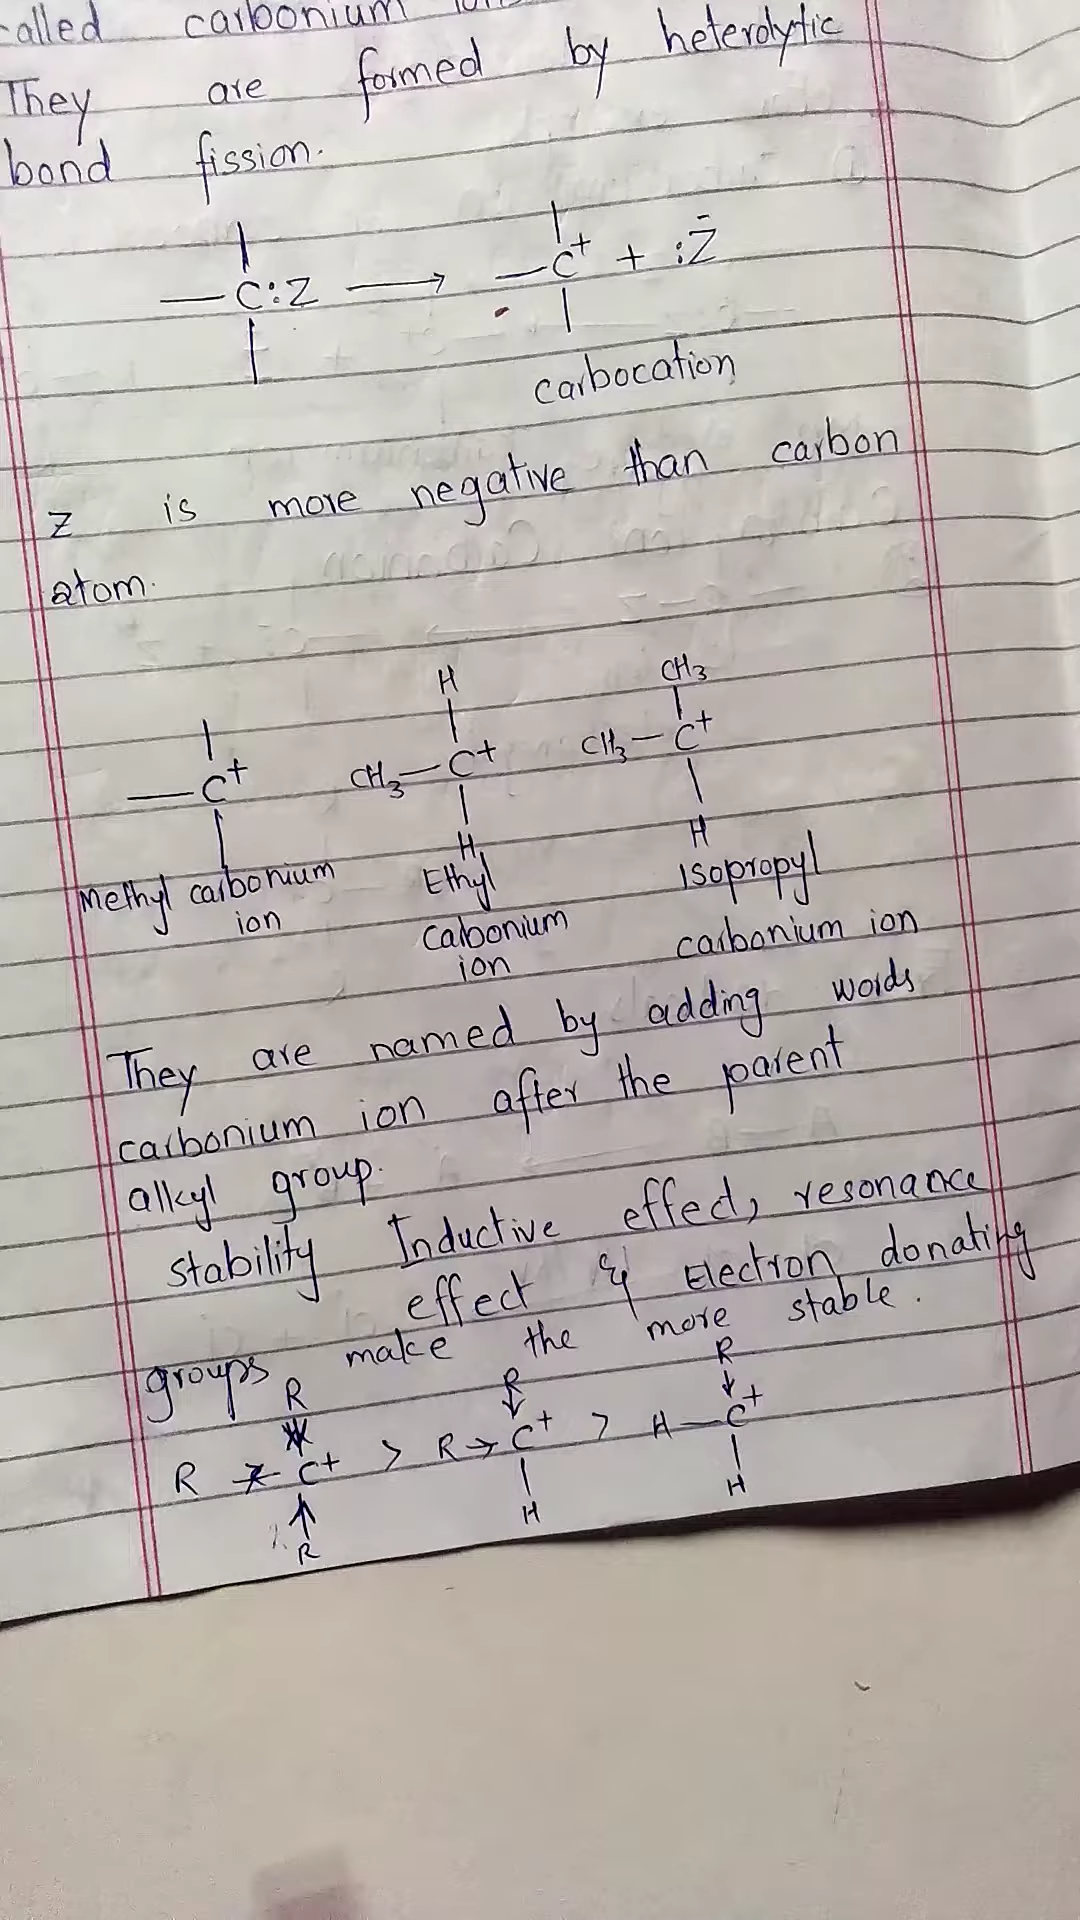 called carbonium ions
They are formed by heterolytic
bond fission.
—C:Z → —C+ + :Z̄
carbocation
Z is more negative than carbon
atom.
H CH3
—C+ CH3—C+ CH3—C+
H H
Methyl carbonium ion Ethyl Carbonium ion Isopropyl carbonium ion
They are named by adding words
carbonium ion after the parent
alkyl group.
stability Inductive effect, resonance
effect & Electron donating
groups make the more stable.
R R R
R C+ > R→C+ > H—C+
R H H